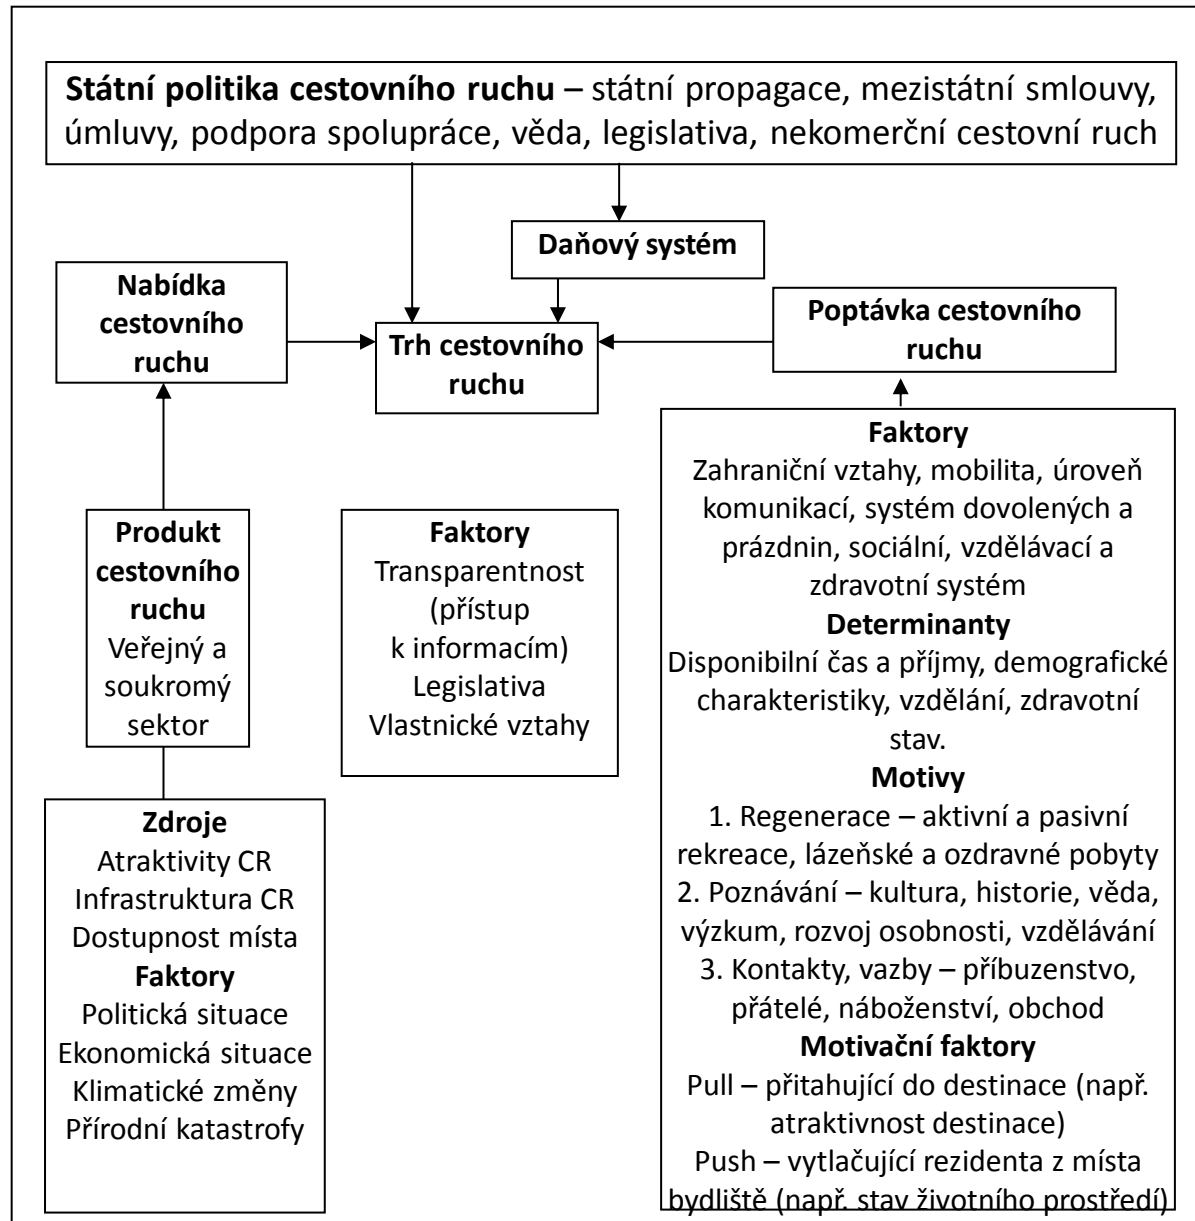 Státní politika cestovního ruchu – státní propagace, mezistátní smlouvy,
úmluvy, podpora spolupráce, věda, legislativa, nekomerční cestovní ruch
Daňový systém
Nabídka
cestovního
ruchu
Trh cestovního
ruchu
Poptávka cestovního
ruchu
Produkt
cestovního
ruchu
Veřejný a
soukromý
sektor
Zdroje
Atraktivity CR
Infrastruktura CR
Dostupnost místa
Faktory
Politická situace
Ekonomická situace
Klimatické změny
Přírodní katastrofy
Faktory
Transparentnost
(přístup
k informacím)
Legislativa
Vlastnické vztahy
Faktory
Zahraniční vztahy, mobilita, úroveň
komunikací, systém dovolených a
prázdnin, sociální, vzdělávací a
zdravotní systém
Determinanty
Disponibilní čas a příjmy, demografické
charakteristiky, vzdělání, zdravotní
stav.
Motivy
1. Regenerace – aktivní a pasivní
rekreace, lázeňské a ozdravné pobyty
2. Poznávání – kultura, historie, věda,
výzkum, rozvoj osobnosti, vzdělávání
3. Kontakty, vazby – příbuzenstvo,
přátelé, náboženství, obchod
Motivační faktory
Pull – přitahující do destinace (např.
atraktivnost destinace)
Push – vytlačující rezidenta z místa
bydliště (např. stav životního prostředí)